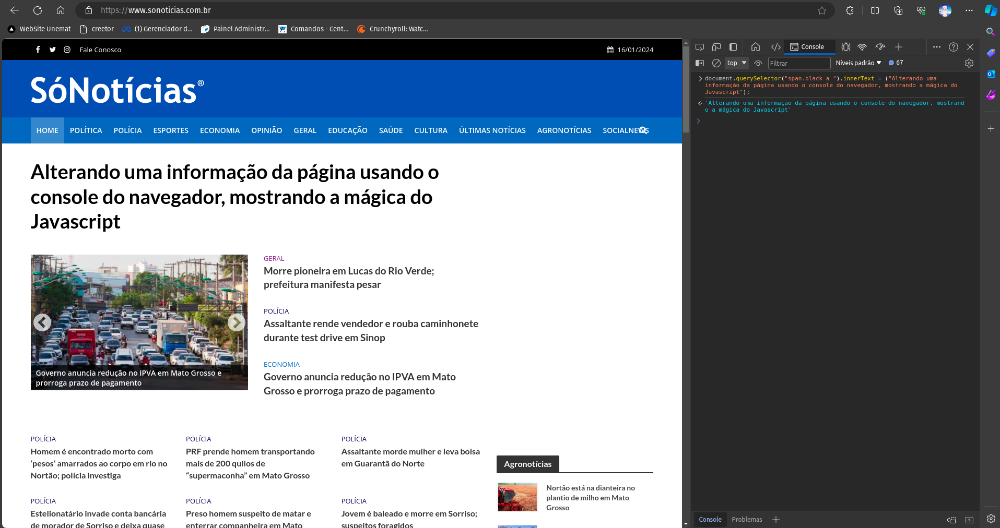 https://www.sonoticias.com.br
WebSite Unemat
creetor
(1) Gerenciador d...
Painel Administr...
Comandos - Cent...
Crunchyroll: Watc...
Fale Conosco
16/01/2024
SóNotícias®
HOME POLÍTICA POLÍCIA ESPORTES ECONOMIA OPINIÃO GERAL EDUCAÇÃO SAÚDE CULTURA ÚLTIMAS NOTÍCIAS AGRONOTÍCIAS SOCIALNEWS
Alterando uma informação da página usando o
console do navegador, mostrando a mágica do
Javascript
Governo anuncia redução no IPVA em Mato Grosso e
prorroga prazo de pagamento
GERAL
Morre pioneira em Lucas do Rio Verde;
prefeitura manifesta pesar
POLÍCIA
Assaltante rende vendedor e rouba caminhonete
durante test drive em Sinop
ECONOMIA
Governo anuncia redução no IPVA em Mato
Grosso e prorroga prazo de pagamento
POLÍCIA
Homem é encontrado morto com
‘pesos’ amarrados ao corpo em rio no
Nortão; polícia investiga
POLÍCIA
PRF prende homem transportando
mais de 200 quilos de
“supermaconha” em Mato Grosso
POLÍCIA
Assaltante morde mulher e leva bolsa
em Guarantã do Norte
POLÍCIA
Estelionatário invade conta bancária
de morador de Sorriso e deixa quase
POLÍCIA
Preso homem suspeito de matar e
enterrar companheira em Mato
POLÍCIA
Jovem é baleado e morre em Sorriso;
suspeitos foragidos
Agronotícias
Nortão está na dianteira no
plantio de milho em Mato
Grosso
Console
top
Filtrar
Níveis padrão
67
document.querySelector("span.black a ").innerText = ("Alterando uma
informação da página usando o console do navegador, mostrando a mágica do
Javascript");
'Alterando uma informação da página usando o console do navegador, mostrand
o a mágica do Javascript'
Console
Problemas